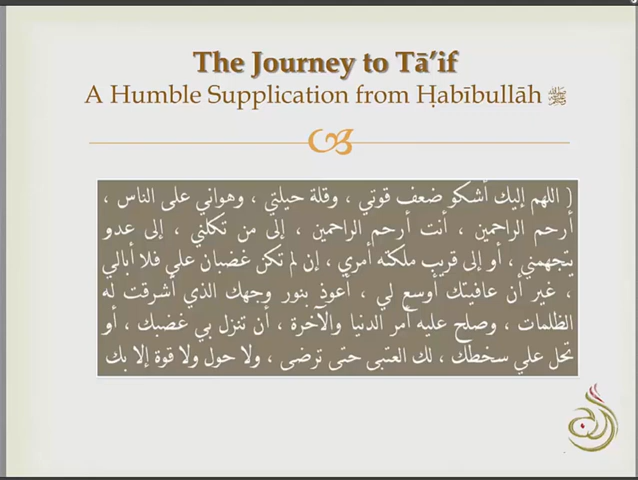 The Journey to Tā’if
A Humble Supplication from Ḥabībullāh ﷺ
( اللهم إليك أشكو ضعف قوتي ، وقلة حيلتي ، وهواني على الناس ،
أرحم الراحمين ، أنت أرحم الراحمين ، إلى من تكلني ، إلى عدو
يتجهمني ، أو إلى قريب ملكته أمري ، إن لم تكن غضبان علي فلا أبالي
، غير أن عافيتك أوسع لي ، أعوذ بنور وجهك الذي أشرقت له
الظلمات ، وصلح عليه أمر الدنيا والآخرة ، أن تنزل بي غضبك ، أو
تحل علي سخطك ، لك العتبى حتى ترضى ، ولا حول ولا قوة إلا بك